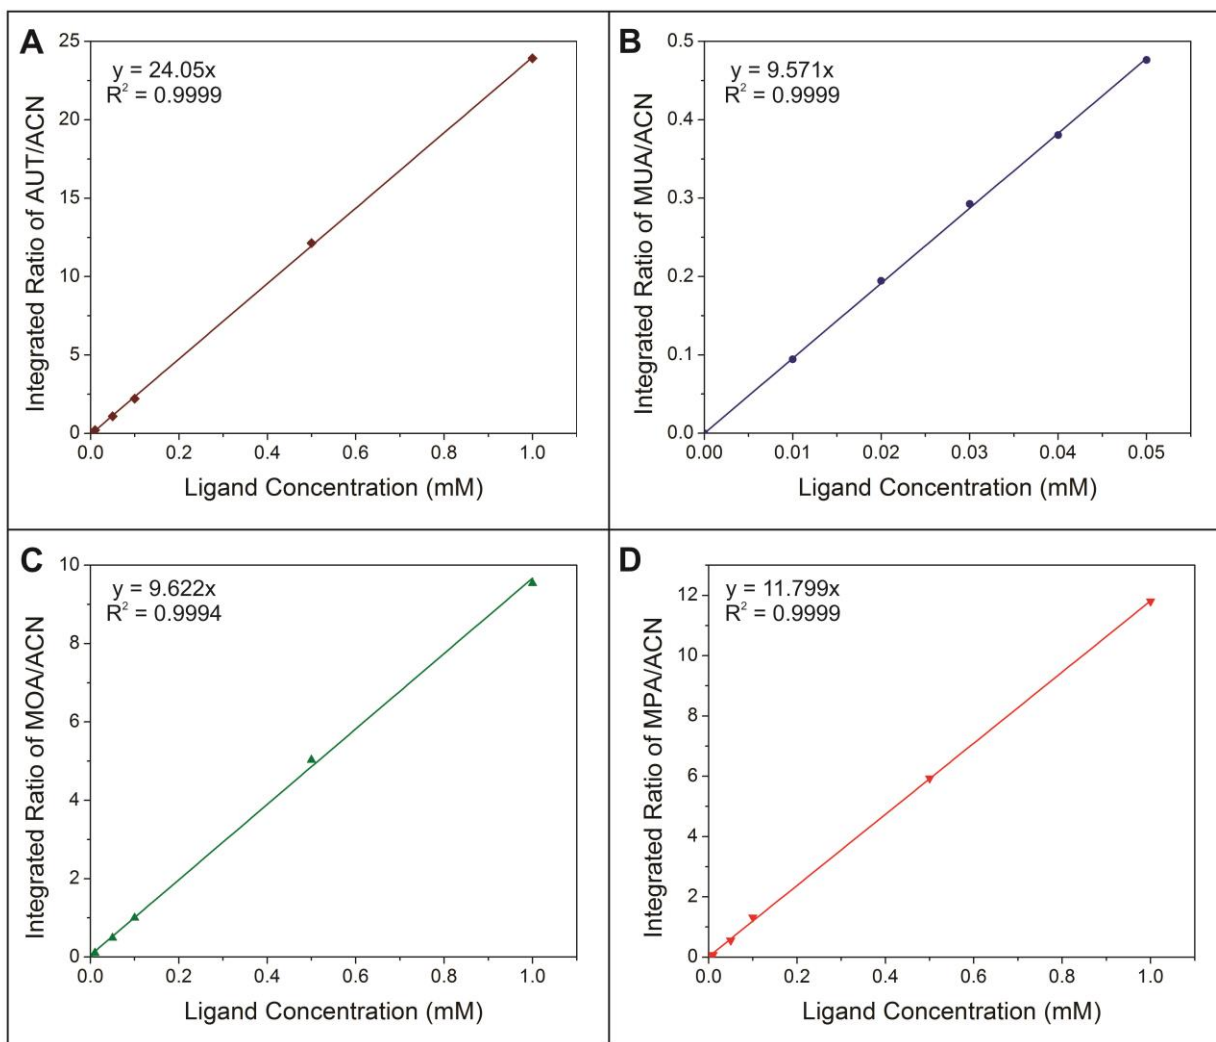 A
y = 24.05x
R² = 0.9999
Integrated Ratio of AUT/ACN
25
20
15
10
5
0
0.0 0.2 0.4 0.6 0.8 1.0
Ligand Concentration (mM)
B
y = 9.571x
R² = 0.9999
Integrated Ratio of MUA/ACN
0.5
0.4
0.3
0.2
0.1
0.0
0.00 0.01 0.02 0.03 0.04 0.05
Ligand Concentration (mM)
C
y = 9.622x
R² = 0.9994
Integrated Ratio of MOA/ACN
10
8
6
4
2
0
0.0 0.2 0.4 0.6 0.8 1.0
Ligand Concentration (mM)
D
y = 11.799x
R² = 0.9999
Integrated Ratio of MPA/ACN
12
10
8
6
4
2
0
0.0 0.2 0.4 0.6 0.8 1.0
Ligand Concentration (mM)